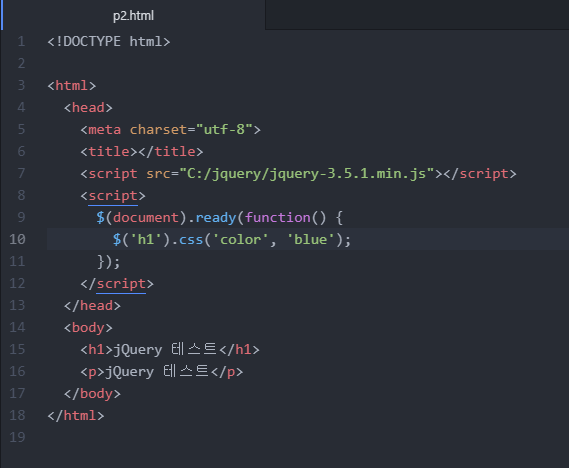 p2.html
1 <!DOCTYPE html>
2
3 <html>
4   <head>
5     <meta charset="utf-8">
6     <title></title>
7     <script src="C:/jquery/jquery-3.5.1.min.js"></script>
8     <script>
9       $(document).ready(function() {
10         $('h1').css('color', 'blue');
11       });
12     </script>
13   </head>
14   <body>
15     <h1>jQuery 테스트</h1>
16     <p>jQuery 테스트</p>
17   </body>
18 </html>
19